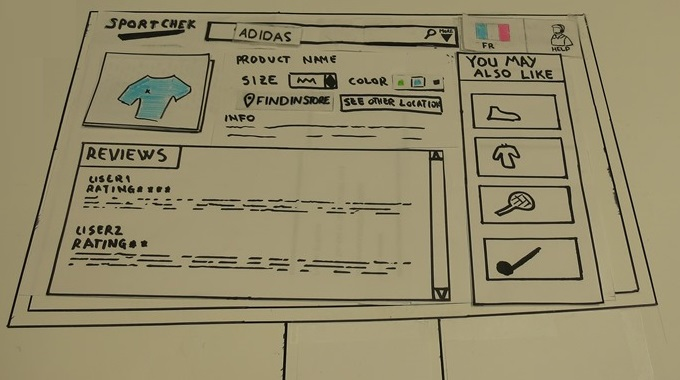 SPORTCHEK
ADIDAS
MORE
FR
HELP
PRODUCT NAME
SIZE
COLOR
FIND IN STORE
SEE OTHER LOCATION
INFO
YOU MAY
ALSO LIKE
REVIEWS
USER1
RATING****
USER2
RATING**